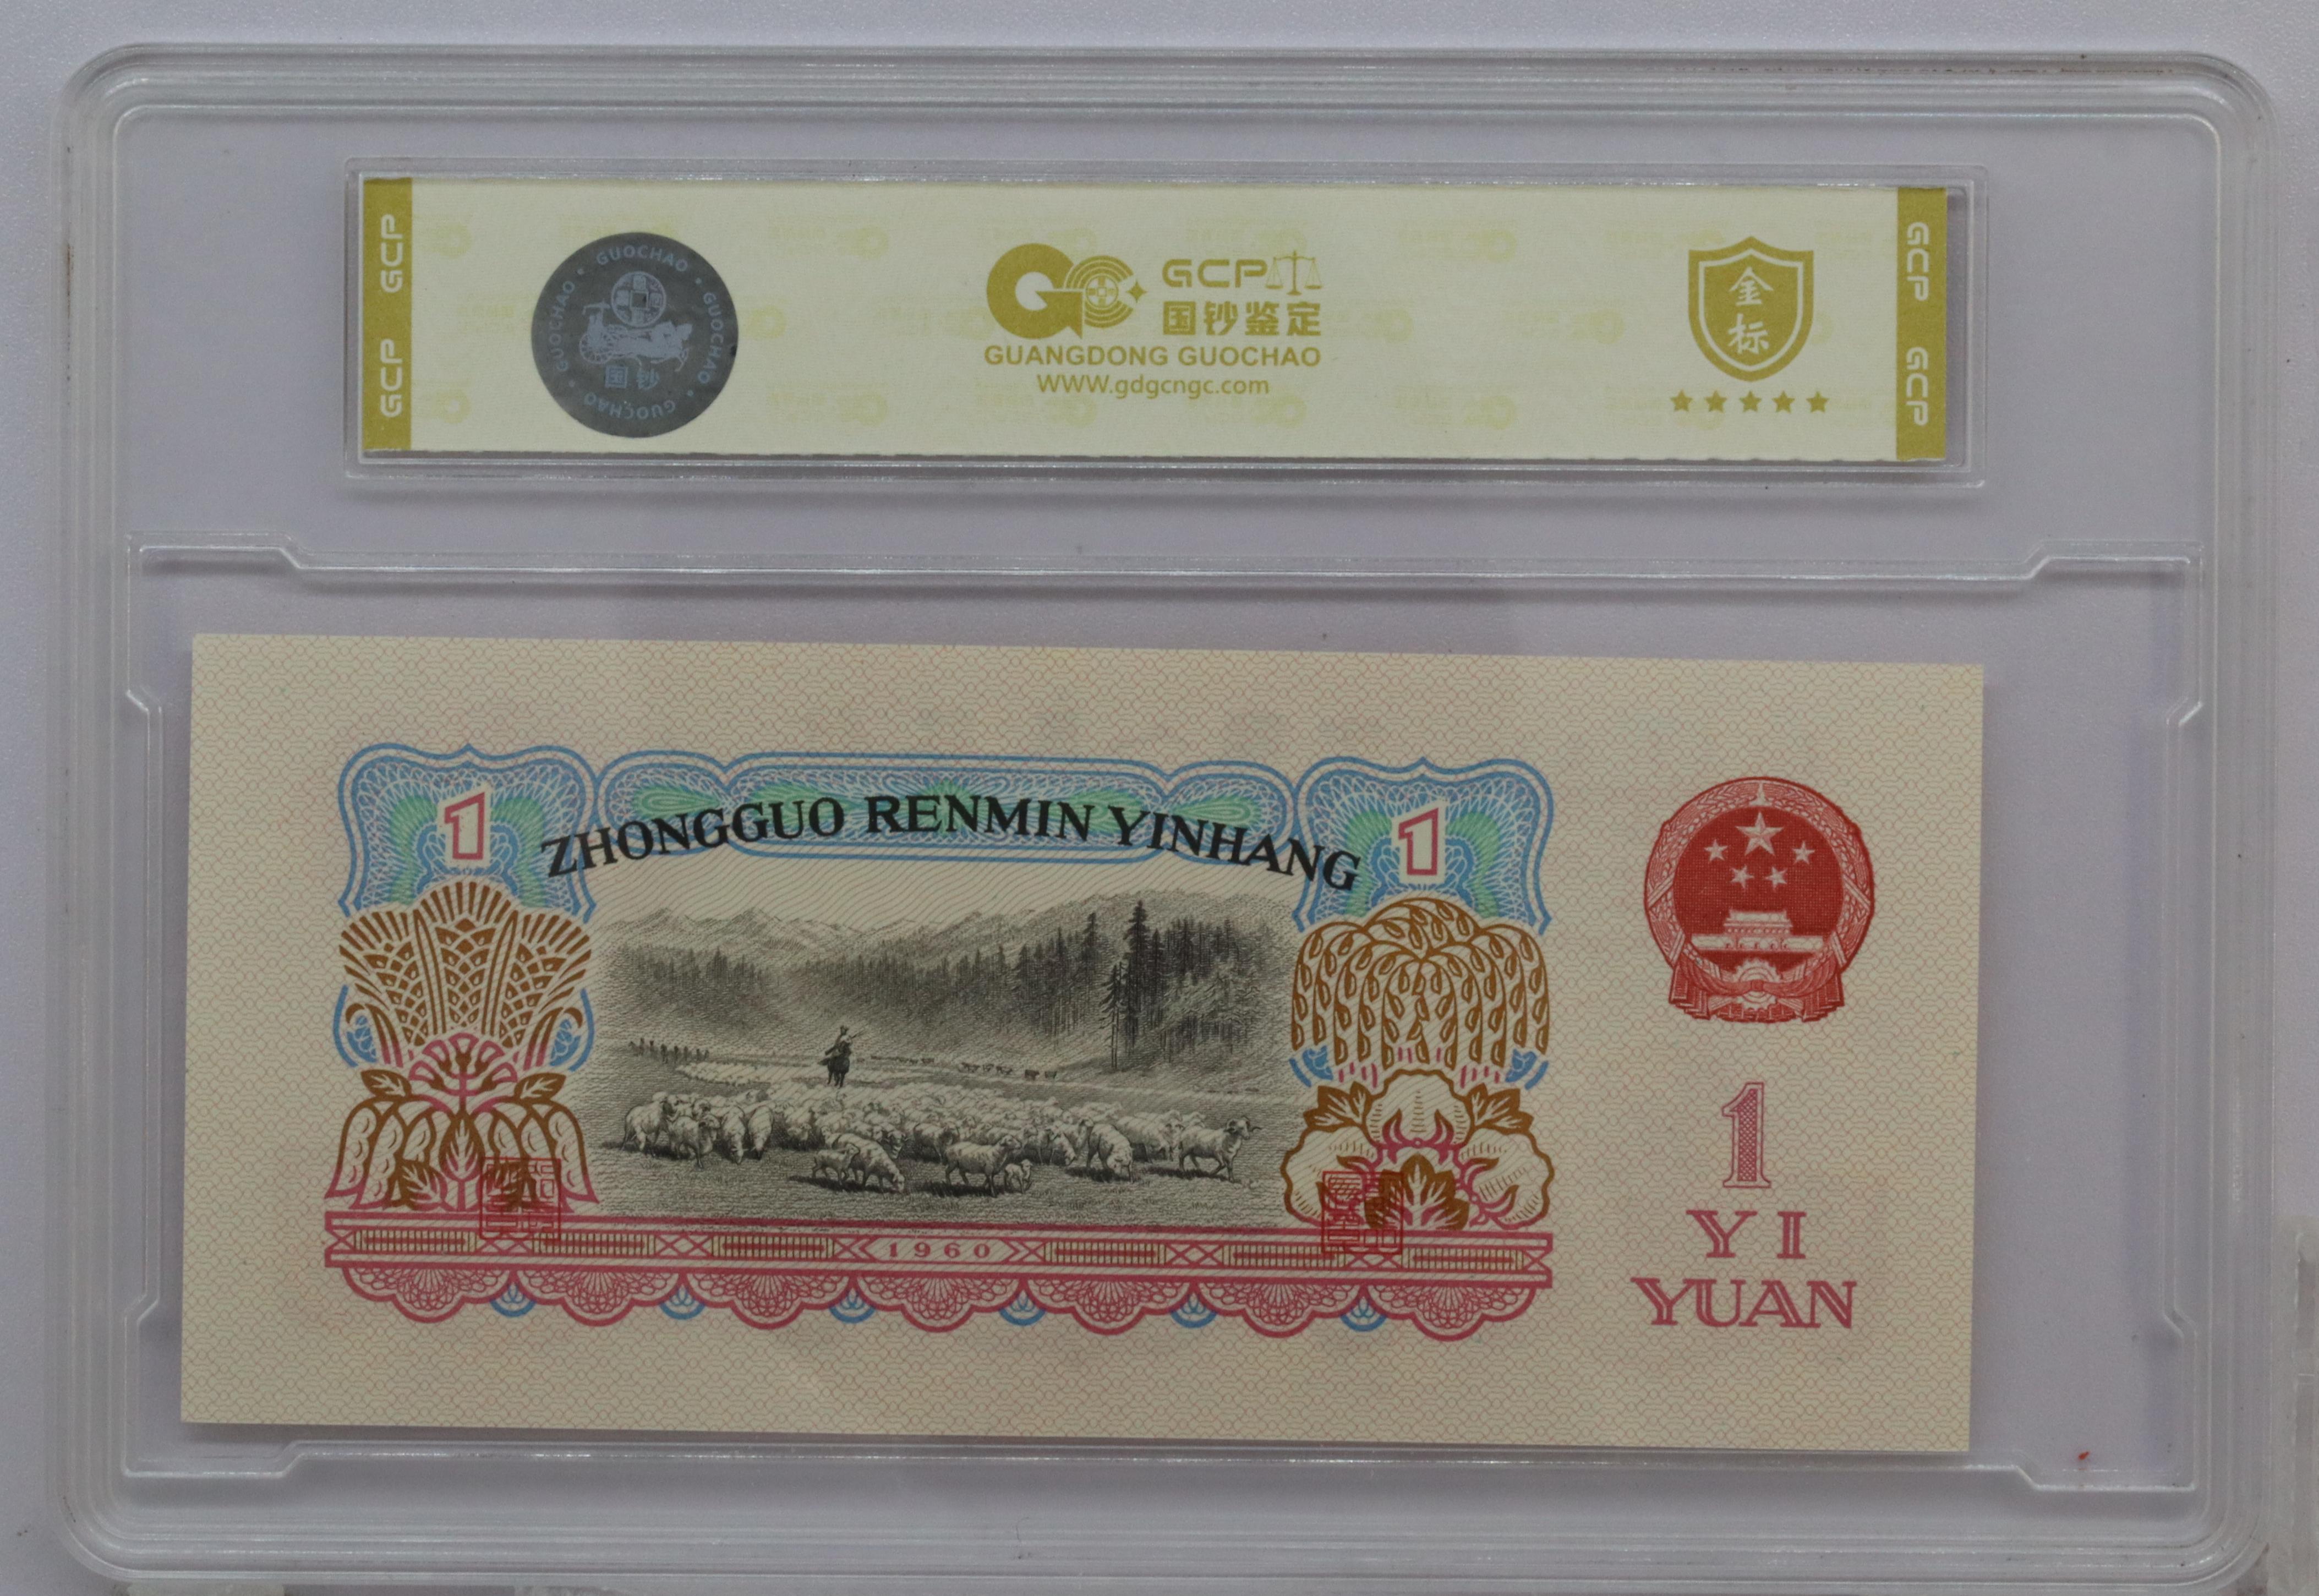 GCP GCP
GUOCHAO • GUOCHAO • GUOCHAO • GUOCHAO
国钞
GC
GCP
国钞鉴定
GUANGDONG GUOCHAO
WWW.gdgcngc.com
金
标
GCP GCP
1
ZHONGGUO RENMIN YINHANG
1
1960
1
YI
YUAN